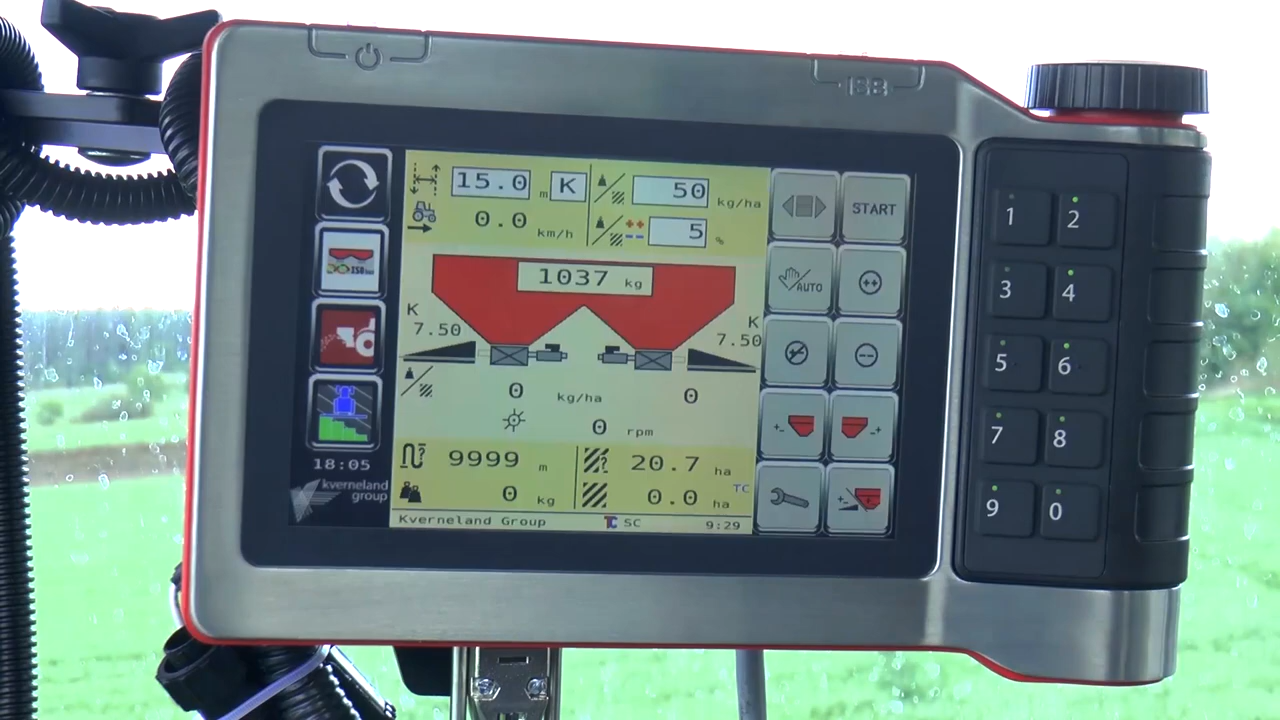 ISB
15.0 m K
50 kg/ha
0.0 km/h
5 %
START
1037 kg
/AUTO
K
7.50
K
7.50
0 kg/ha 0
0 rpm
9999 m
20.7 ha
0 kg
0.0 ha
TC
Kverneland Group TC SC 9:29
ISO
18:05
kverneland
group
1 2
3 4
5 6
7 8
9 0